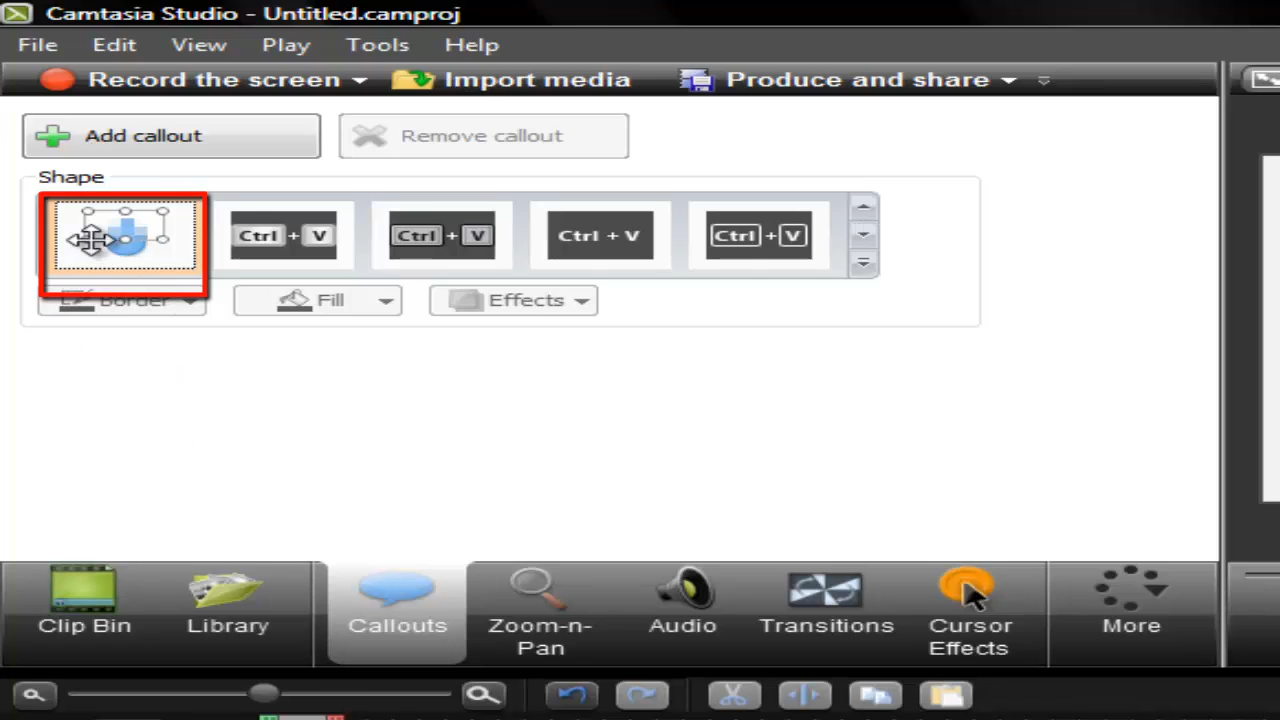 Camtasia Studio - Untitled.camproj
File Edit View Play Tools Help
Record the screen Import media Produce and share
Add callout Remove callout
Shape
Ctrl + V Ctrl + V Ctrl + V Ctrl + V
Border Fill Effects
Clip Bin Library Callouts Zoom-n-Pan Audio Transitions Cursor Effects More